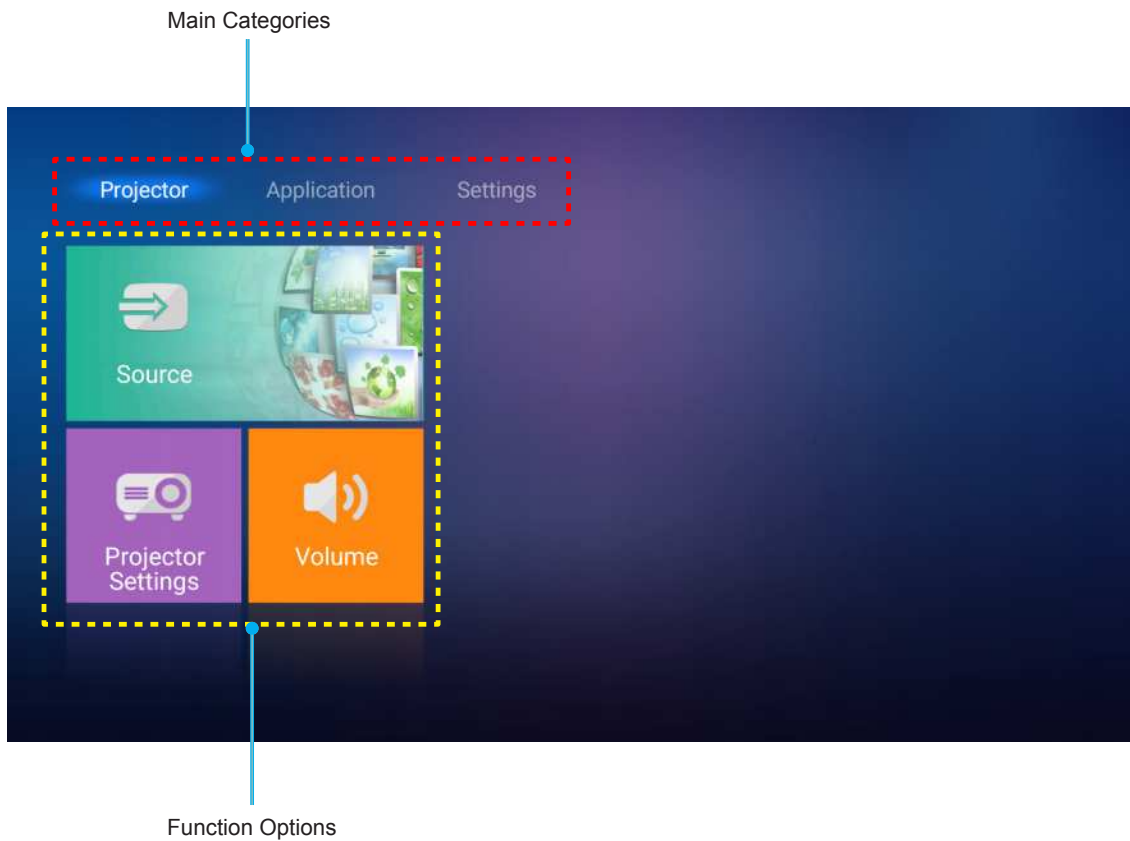 Main Categories
Projector Application Settings
Source
Projector
Settings
Volume
Function Options